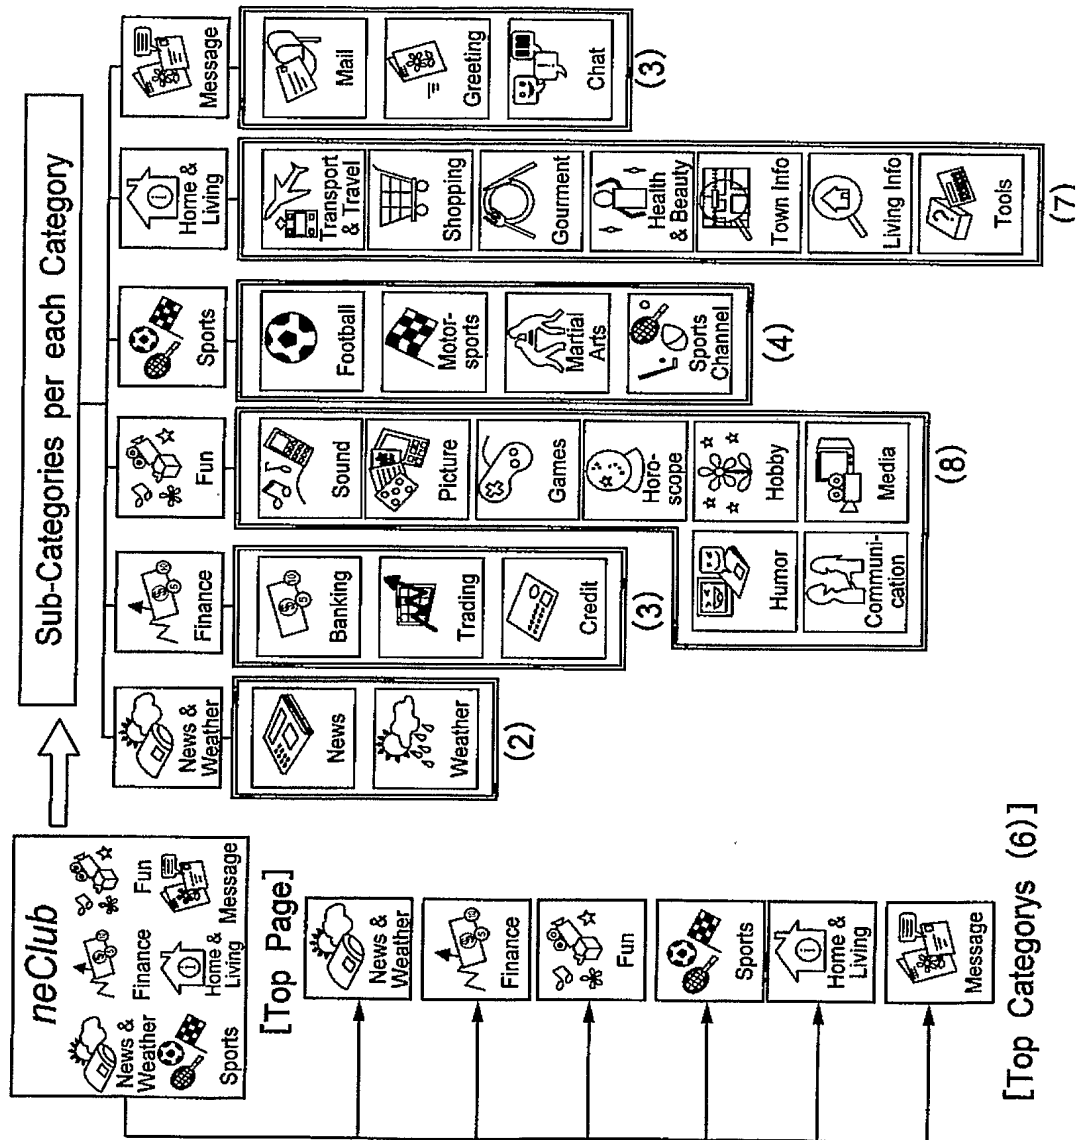 neClub
News &
Weather
Finance
Fun
Sports
Home &
Living
Message
[Top Page]
News &
Weather
Finance
Fun
Sports
Home &
Living
Message
[Top Categorys (6)]
Sub-Categories per each Category
News &
Weather
News
Weather
(2)
Finance
Banking
Trading
Credit
(3)
Fun
Sound
Picture
Games
Horo-
scope
Hobby
Media
Humor
Communi-
cation
(8)
Sports
Football
Motor-
sports
Martial
Arts
Sports
Channel
(4)
Home &
Living
Transport
& Travel
Shopping
Gourment
Health
& Beauty
Town Info
Living Info
Tools
(7)
Message
Mail
Greeting
Chat
(3)